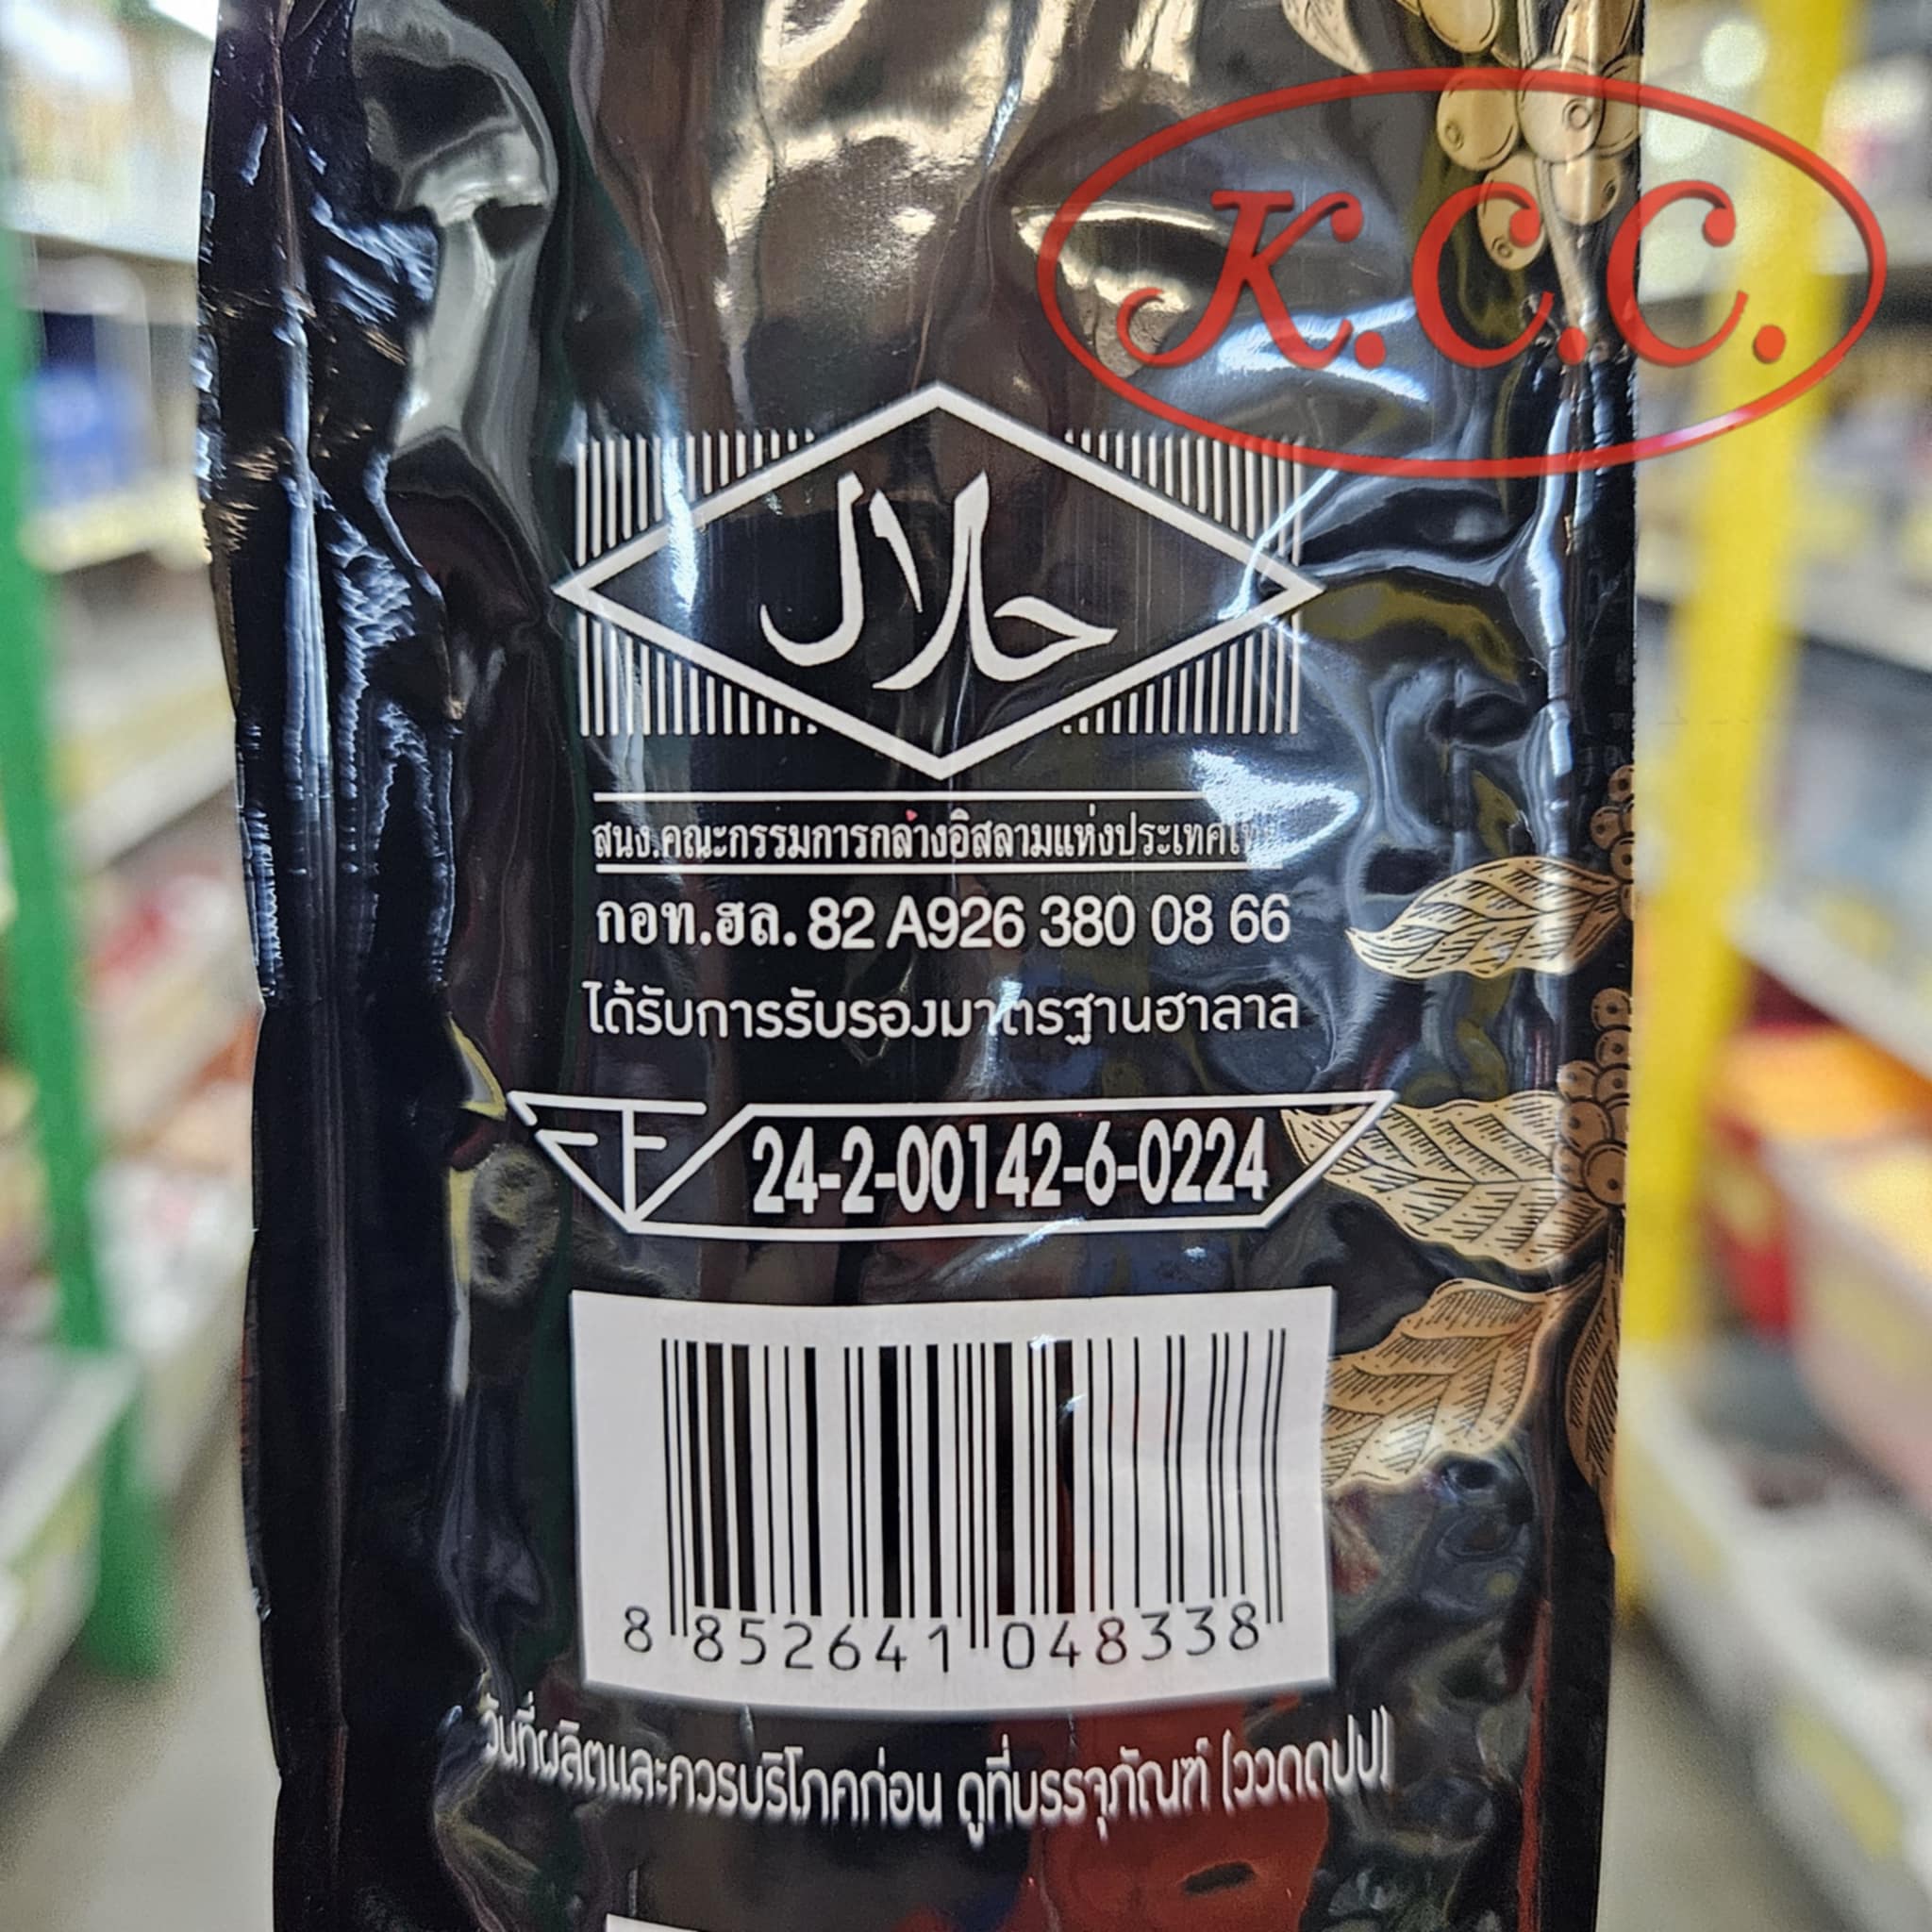 K.C.C.
حلال
สนง.คณะกรรมการกลางอิสลามแห่งประเทศไทย
กอท.ฮล. 82 A926 380 08 66
ได้รับการรับรองมาตรฐานฮาลาล
24-2-00142-6-0224
8 852641 048338
วันที่ผลิตและควรบริโภคก่อน ดูที่บรรจุภัณฑ์ (ววดดปป)